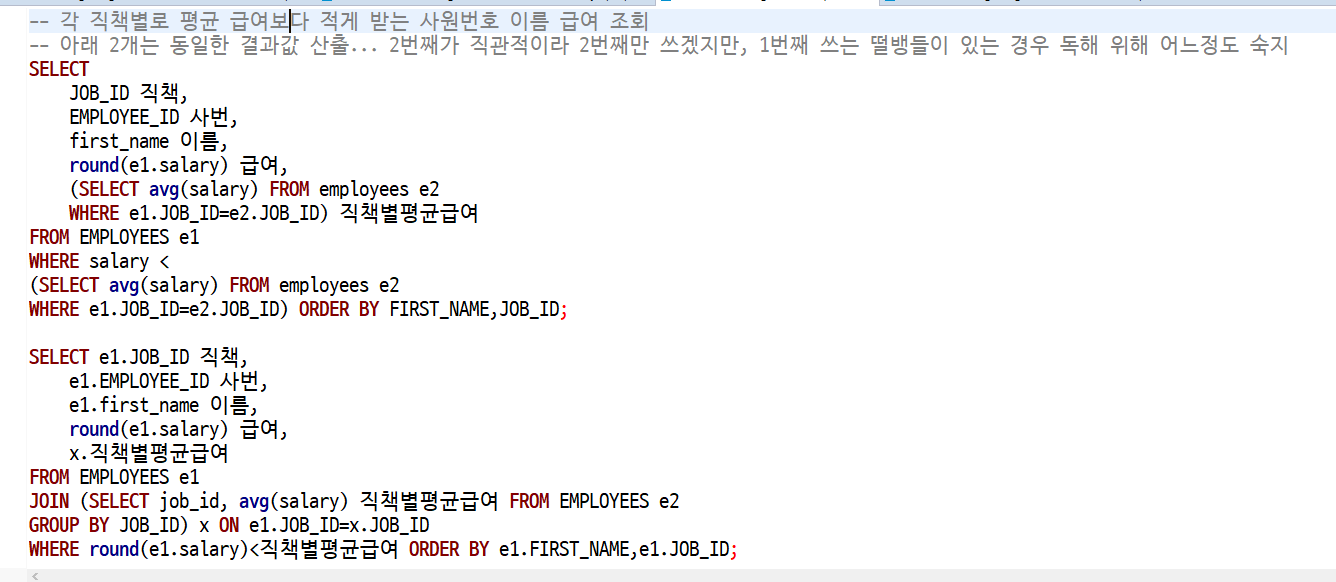 -- 각 직책별로 평균 급여보다 적게 받는 사원번호 이름 급여 조회
-- 아래 2개는 동일한 결과값 산출... 2번째가 직관적이라 2번째만 쓰겠지만, 1번째 쓰는 떨뱅들이 있는 경우 독해 위해 어느정도 숙지
SELECT
    JOB_ID 직책,
    EMPLOYEE_ID 사번,
    first_name 이름,
    round(e1.salary) 급여,
    (SELECT avg(salary) FROM employees e2
    WHERE e1.JOB_ID=e2.JOB_ID) 직책별평균급여
FROM EMPLOYEES e1
WHERE salary <
(SELECT avg(salary) FROM employees e2
WHERE e1.JOB_ID=e2.JOB_ID) ORDER BY FIRST_NAME,JOB_ID;

SELECT e1.JOB_ID 직책,
    e1.EMPLOYEE_ID 사번,
    e1.first_name 이름,
    round(e1.salary) 급여,
    x.직책별평균급여
FROM EMPLOYEES e1
JOIN (SELECT job_id, avg(salary) 직책별평균급여 FROM EMPLOYEES e2
GROUP BY JOB_ID) x ON e1.JOB_ID=x.JOB_ID
WHERE round(e1.salary)<직책별평균급여 ORDER BY e1.FIRST_NAME,e1.JOB_ID;